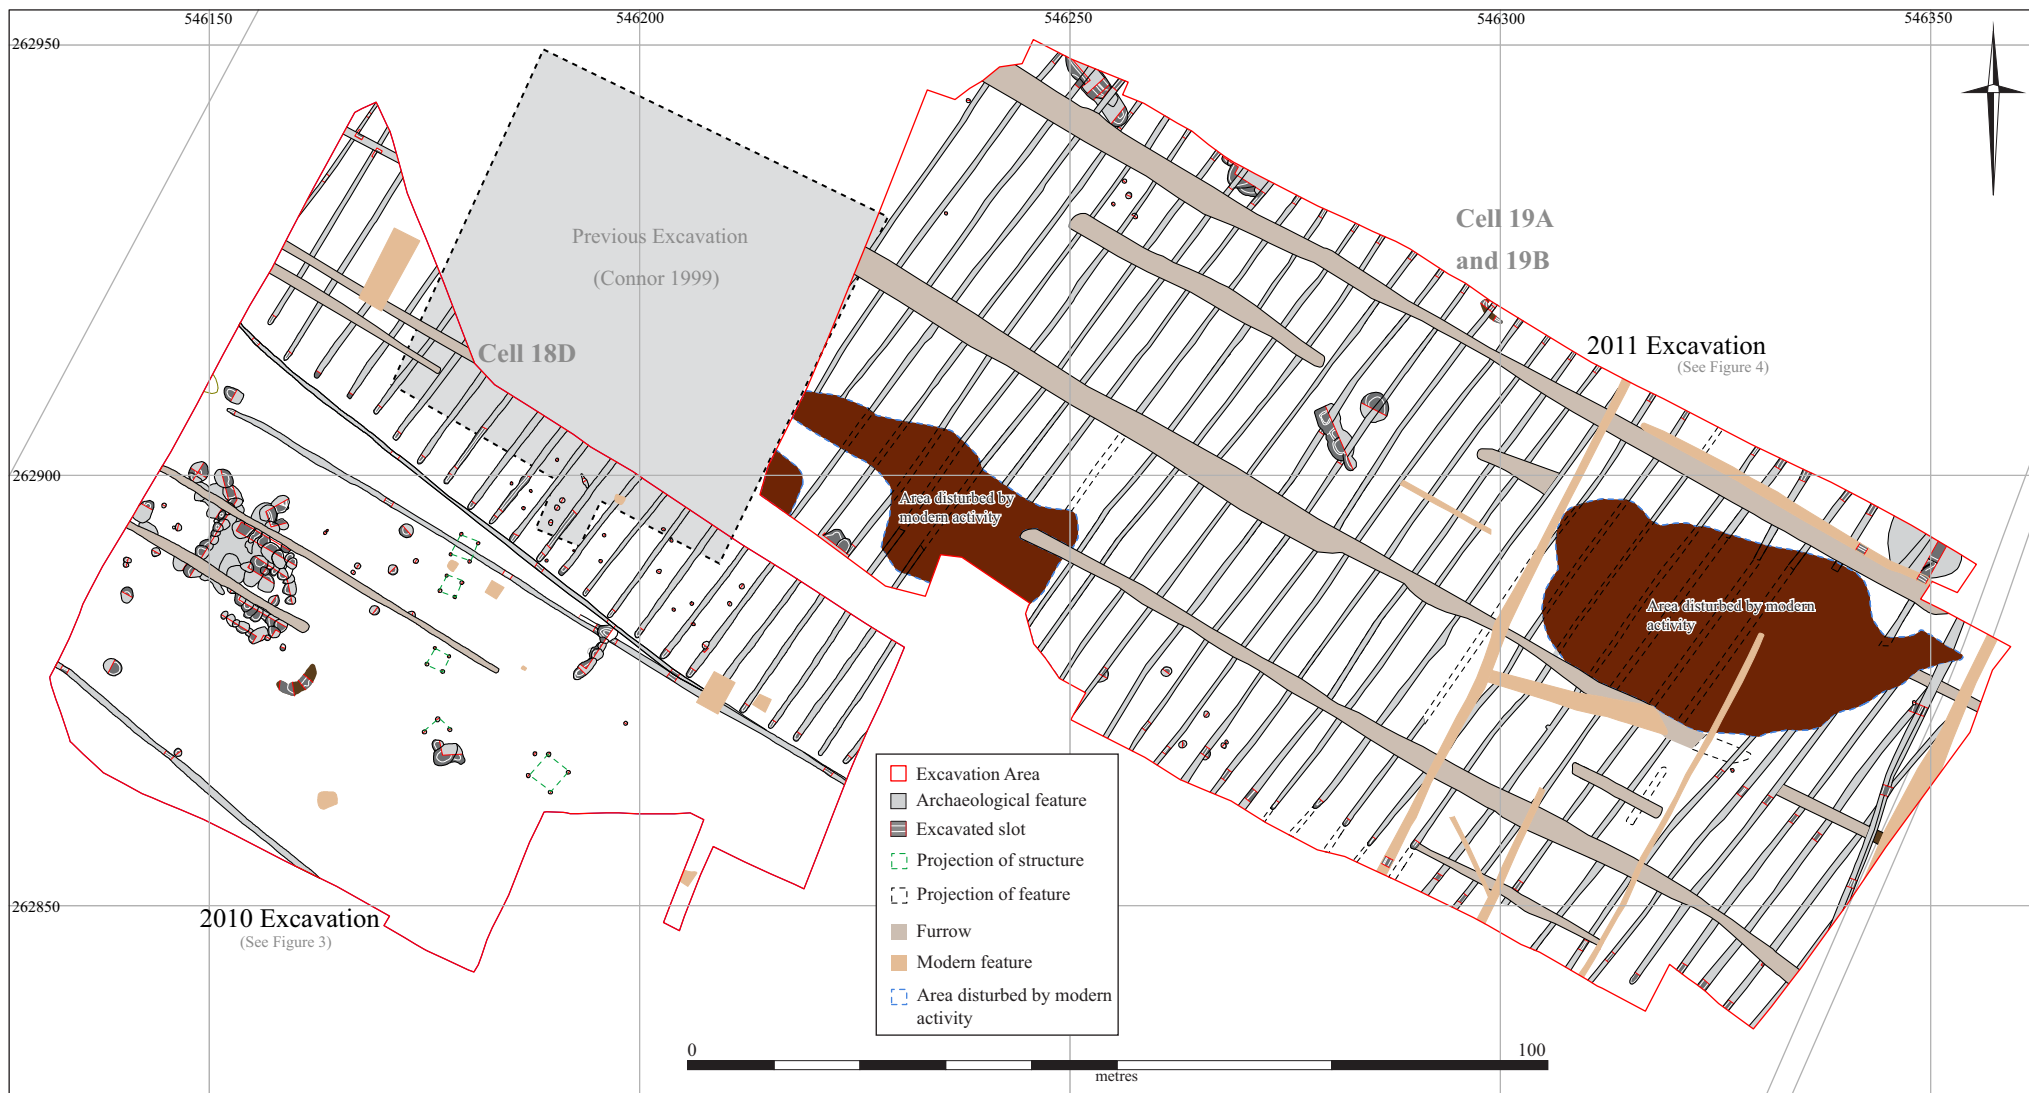 546150
546200
546250
546300
546350
262950
262900
262850
Previous Excavation
(Connor 1999)
Cell 18D
Cell 19A
and 19B
2011 Excavation
(See Figure 4)
Area disturbed by
modern activity
Area disturbed by modern
activity
2010 Excavation
(See Figure 3)
Excavation Area
Archaeological feature
Excavated slot
Projection of structure
Projection of feature
Furrow
Modern feature
Area disturbed by modern
activity
0
100
metres